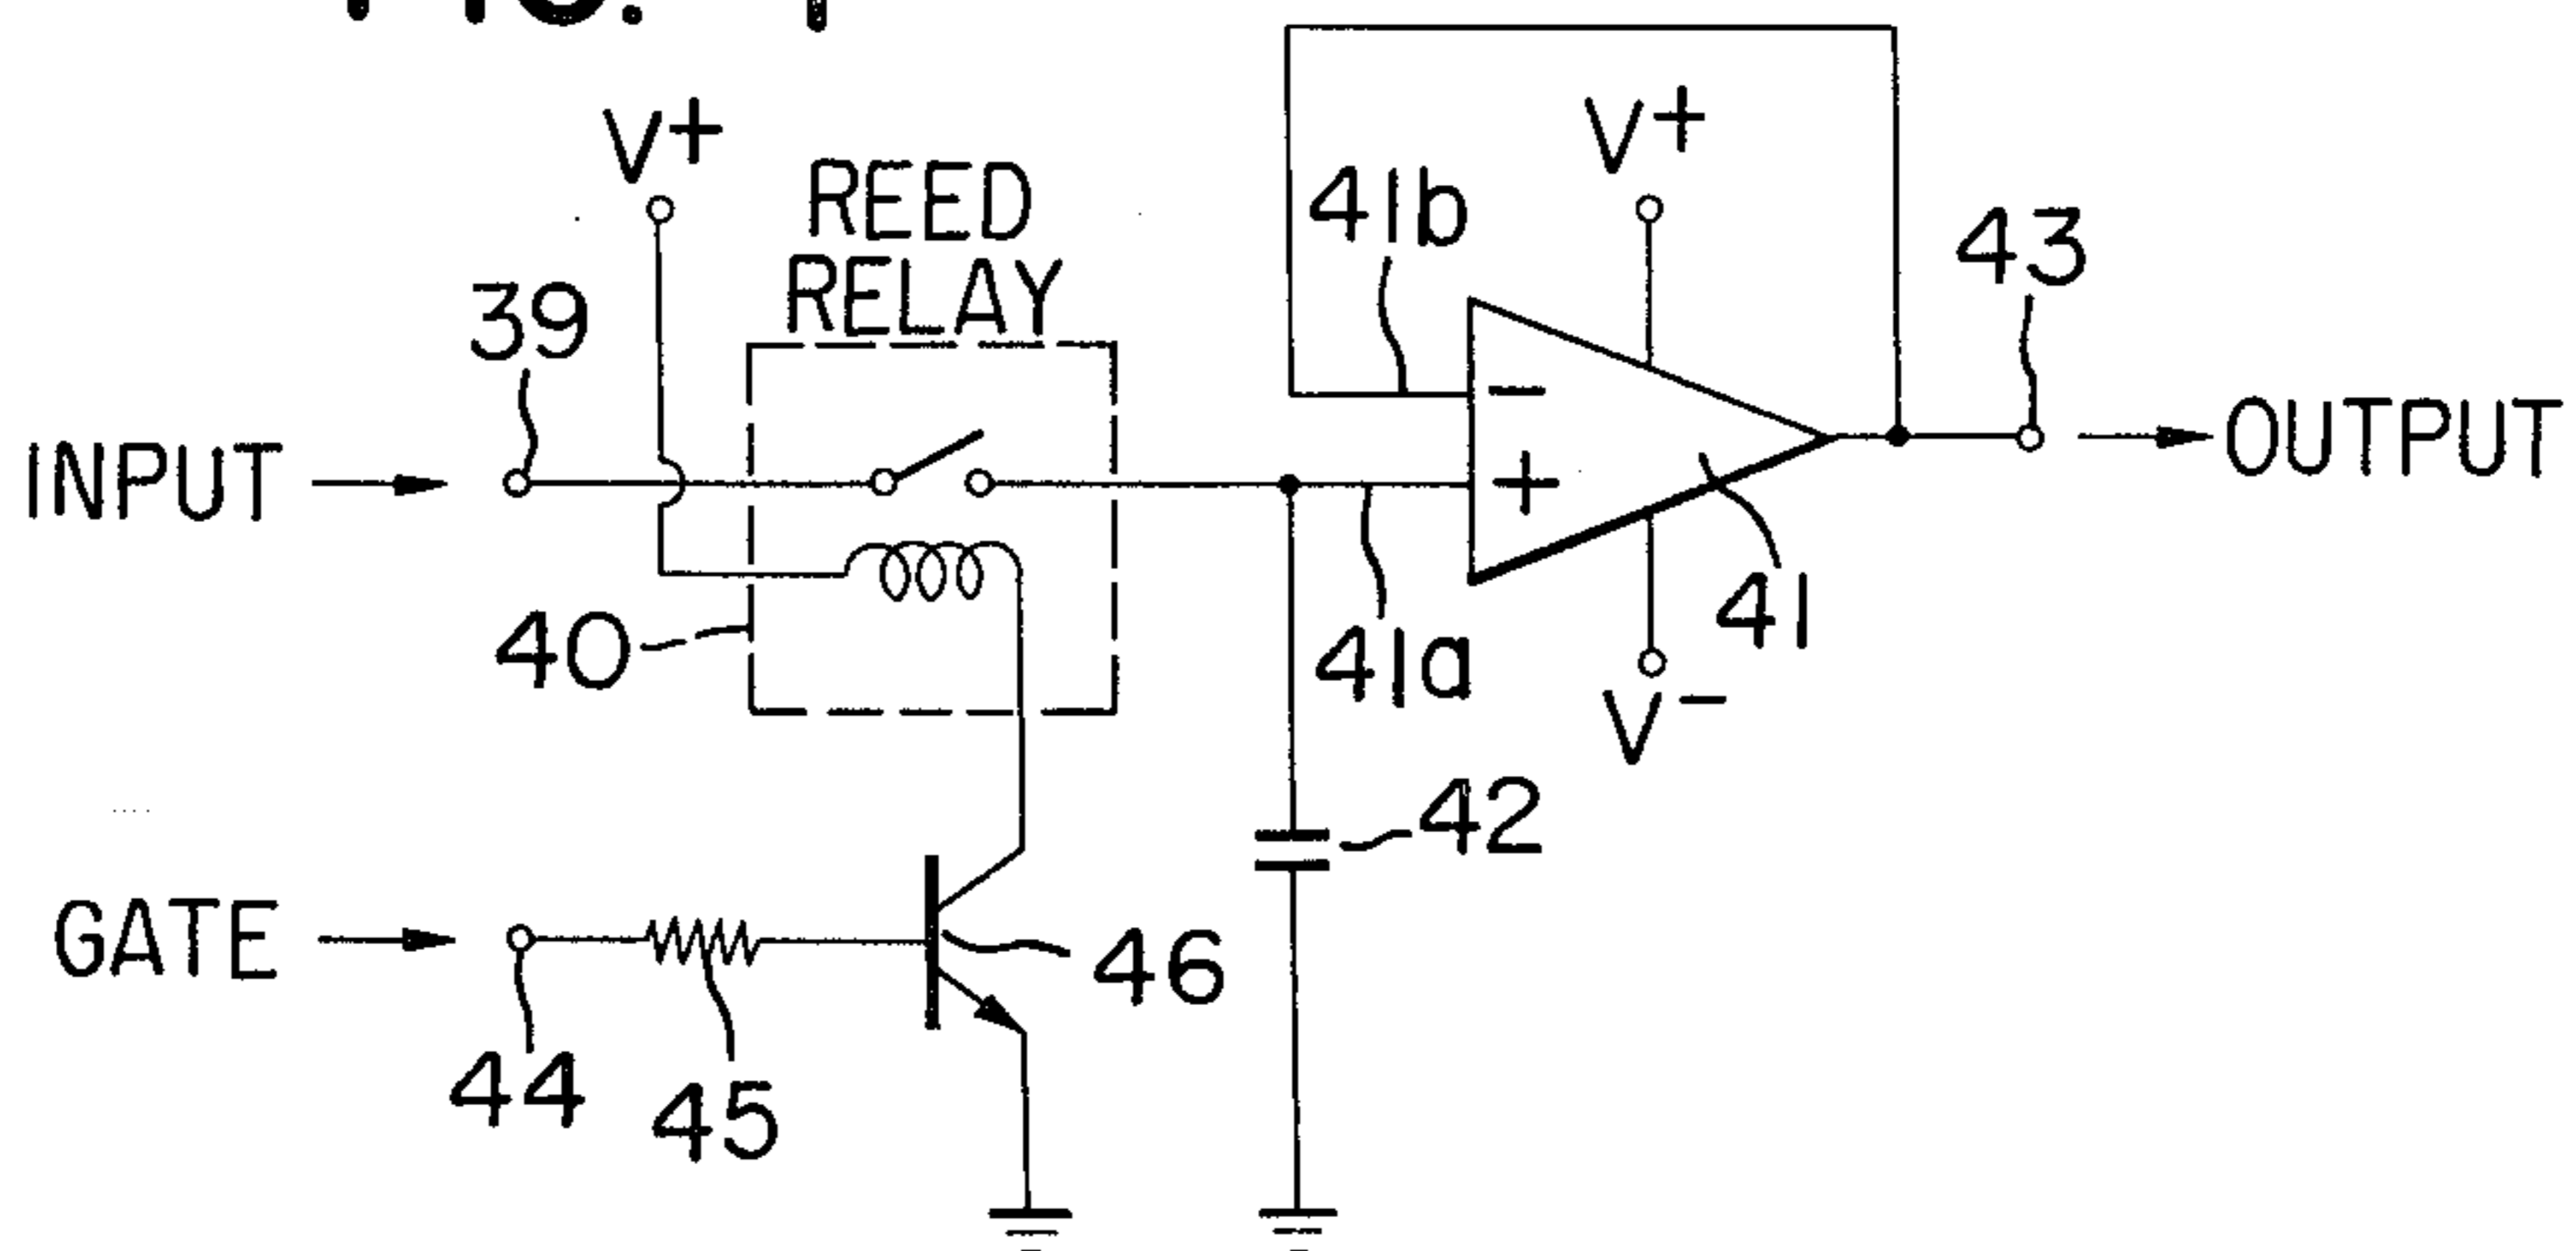 V+
REED
RELAY
39
INPUT
40
41b
V+
43
OUTPUT
41
41a
V-
42
GATE
44
45
46